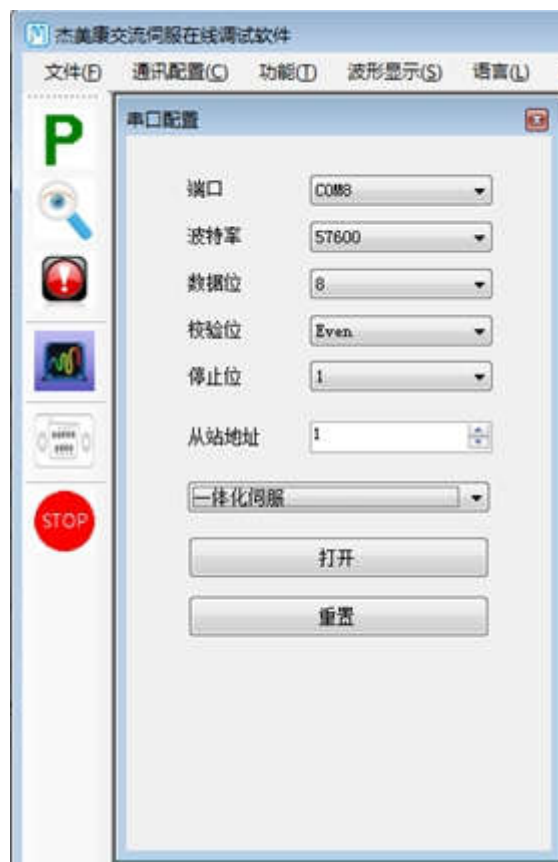 杰美康交流伺服在线调试软件
文件(F) 通讯配置(C) 功能(T) 波形显示(S) 语言(L)
串口配置
P
端口 COM8
波特率 57600
数据位 8
校验位 Even
停止位 1
从站地址 1
一体化伺服
STOP
打开
重置